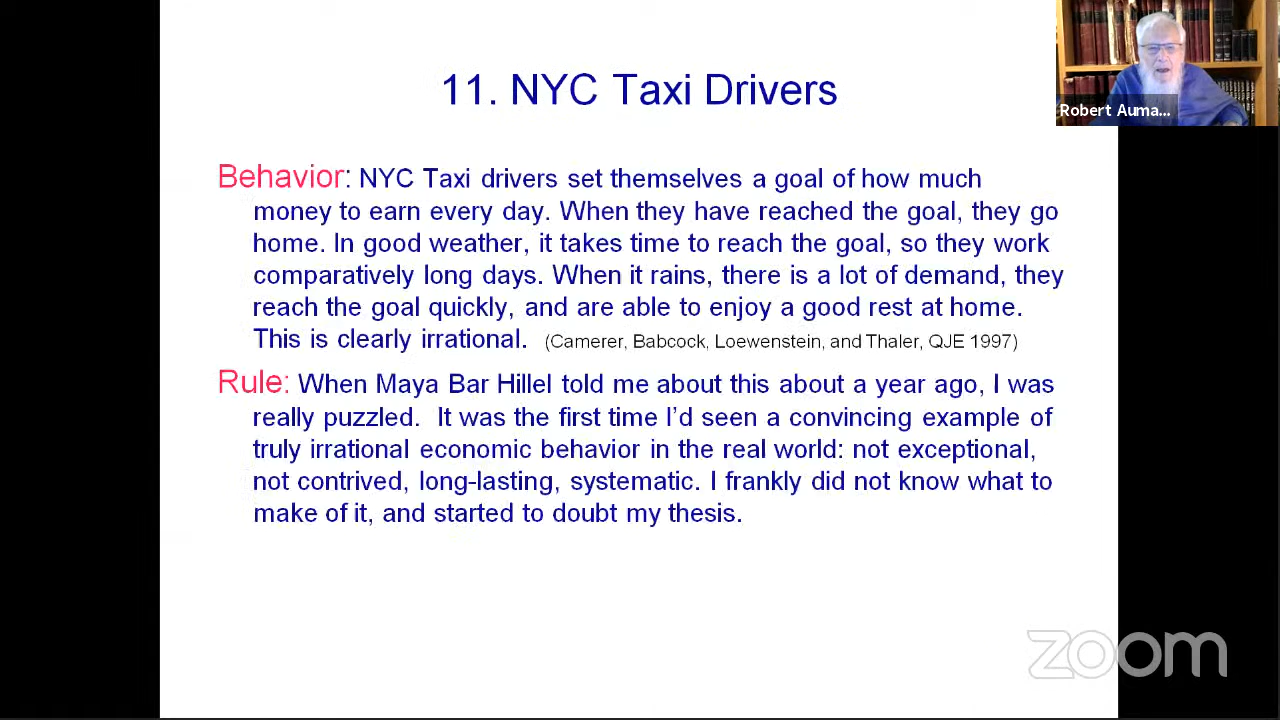 11. NYC Taxi Drivers
Robert Auma...
Behavior: NYC Taxi drivers set themselves a goal of how much
money to earn every day. When they have reached the goal, they go
home. In good weather, it takes time to reach the goal, so they work
comparatively long days. When it rains, there is a lot of demand, they
reach the goal quickly, and are able to enjoy a good rest at home.
This is clearly irrational. (Camerer, Babcock, Loewenstein, and Thaler, QJE 1997)
Rule: When Maya Bar Hillel told me about this about a year ago, I was
really puzzled. It was the first time I'd seen a convincing example of
truly irrational economic behavior in the real world: not exceptional,
not contrived, long-lasting, systematic. I frankly did not know what to
make of it, and started to doubt my thesis.
zoom